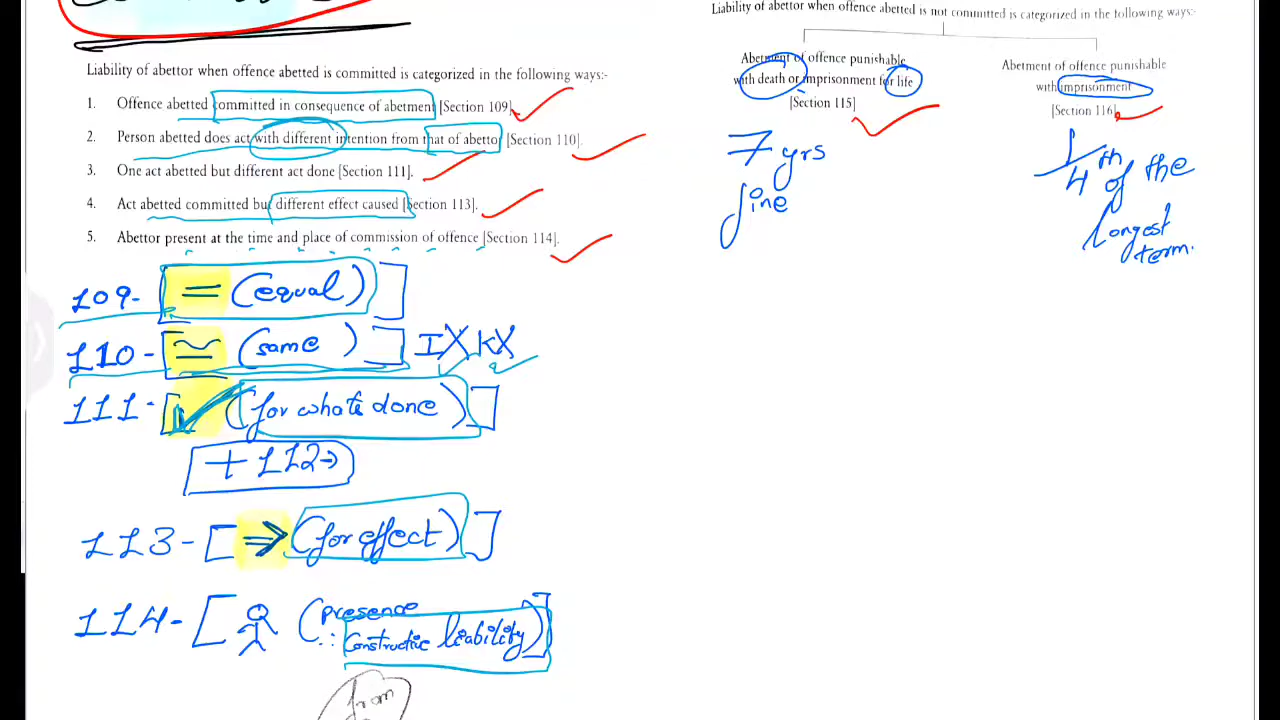 Liability of abettor when offence abetted is committed is categorized in the following ways:-
1. Offence abetted committed in consequence of abetment [Section 109].
2. Person abetted does act with different intention from that of abettor [Section 110].
3. One act abetted but different act done [Section 111].
4. Act abetted committed but different effect caused [Section 113].
5. Abettor present at the time and place of commission of offence [Section 114].
109- [= (equal)]
110- [≃ (same )] IX KX
111- [✓ (for whats done)]
+112→
113- [⇒ (for effect)]
114- [ (presence
∴ Constructive liability)]
from
Liability of abettor when offence abetted is not committed is categorized in the following ways:-
Abetment of offence punishable
with death or imprisonment for life
[Section 115]
7 yrs
fine
Abetment of offence punishable
with imprisonment
[Section 116]
1/4th of the
longest
term.